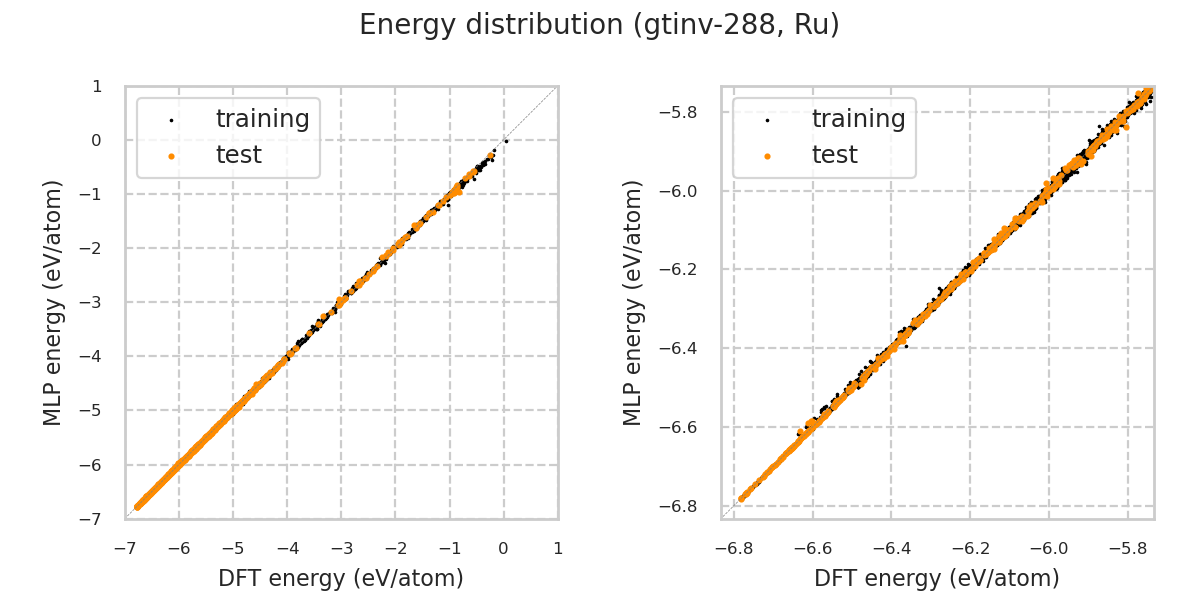 Energy distribution (gtinv-288, Ru)
MLP energy (eV/atom)
1
0
−1
−2
−3
−4
−5
−6
−7
training
test
−7 −6 −5 −4 −3 −2 −1 0 1
DFT energy (eV/atom)
MLP energy (eV/atom)
−5.8
−6.0
−6.2
−6.4
−6.6
−6.8
training
test
−6.8 −6.6 −6.4 −6.2 −6.0 −5.8
DFT energy (eV/atom)